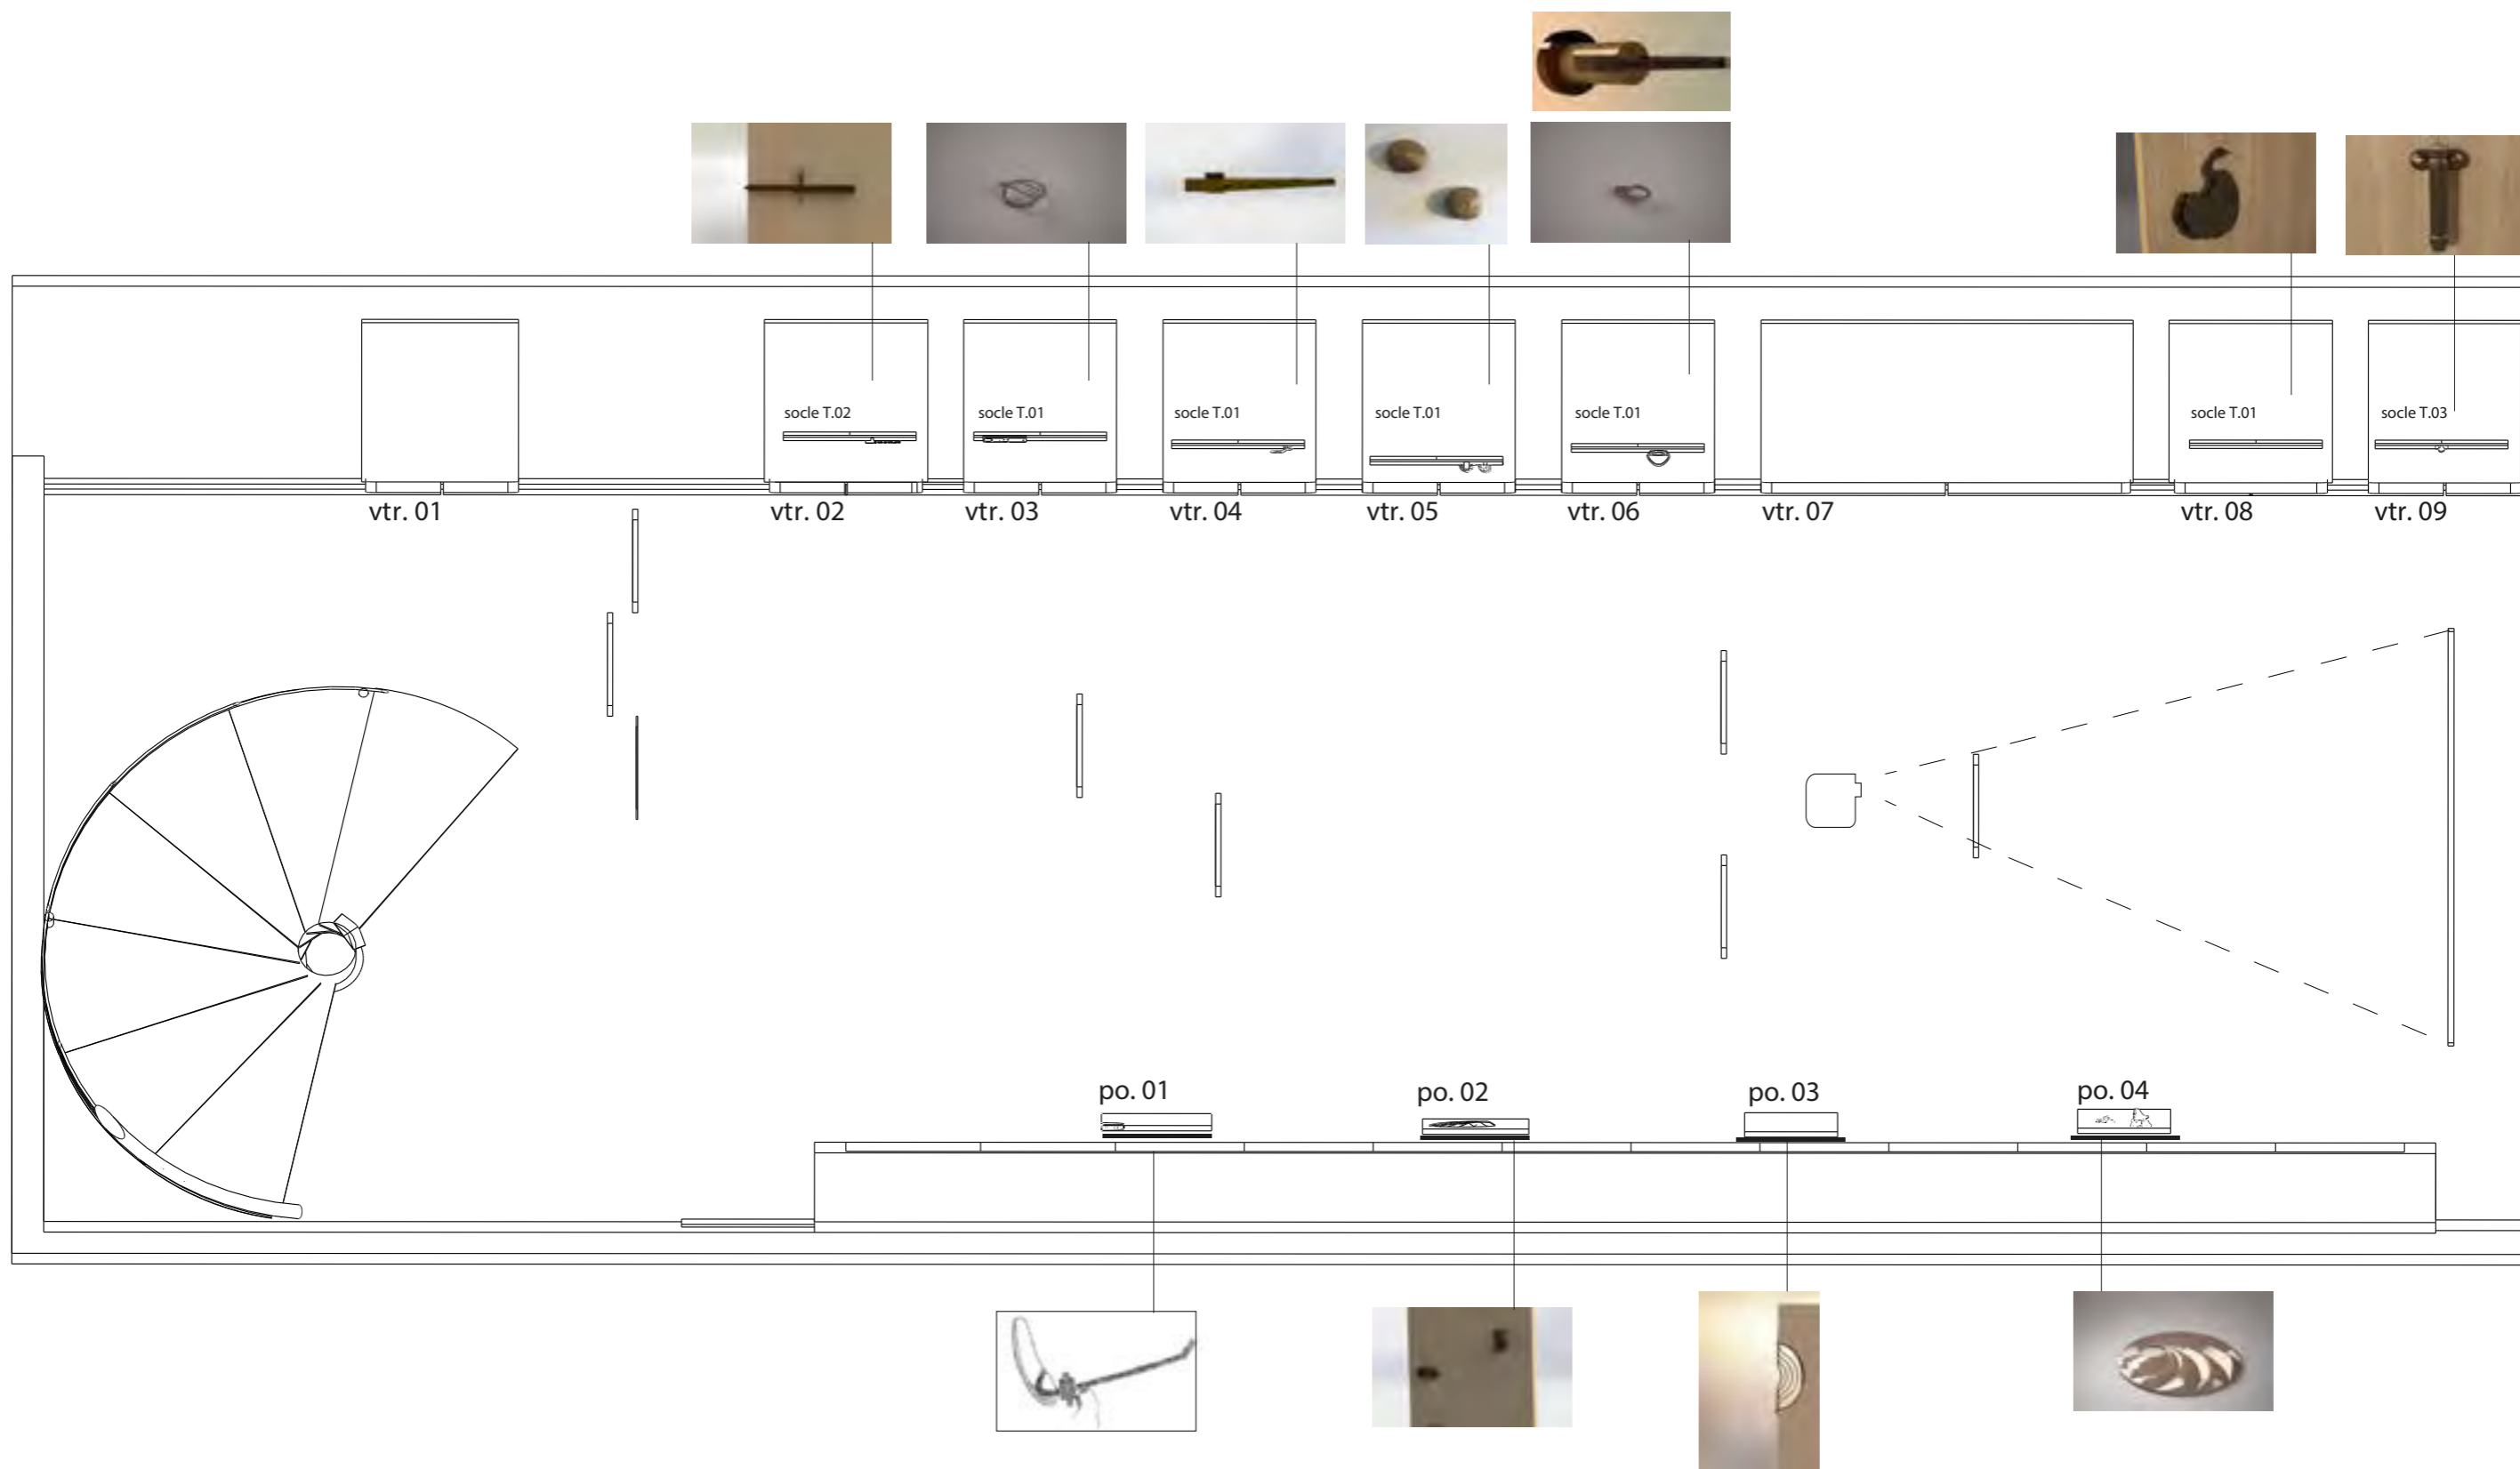 socle T.02
socle T.01
socle T.01
socle T.01
socle T.01
socle T.01
socle T.03
vtr. 01
vtr. 02
vtr. 03
vtr. 04
vtr. 05
vtr. 06
vtr. 07
vtr. 08
vtr. 09
po. 01
po. 02
po. 03
po. 04